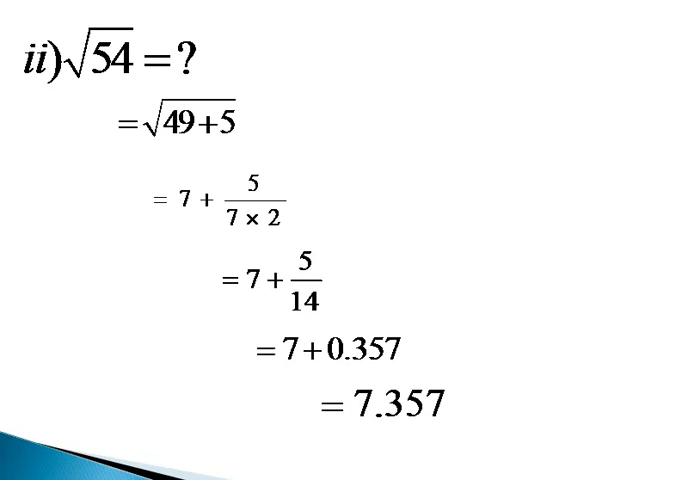 ii)√54 = ?
= √49+5
= 7 + 5/(7 × 2)
= 7 + 5/14
= 7+0.357
= 7.357